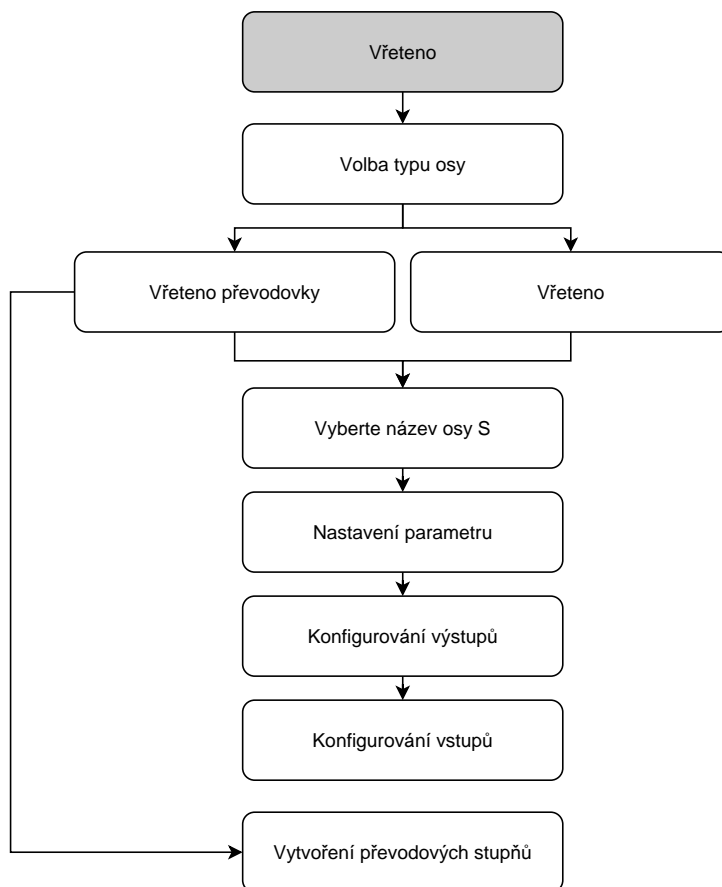 Vřeteno
Volba typu osy
Vřeteno převodovky
Vřeteno
Vyberte název osy S
Nastavení parametru
Konfigurování výstupů
Konfigurování vstupů
Vytvoření převodových stupňů